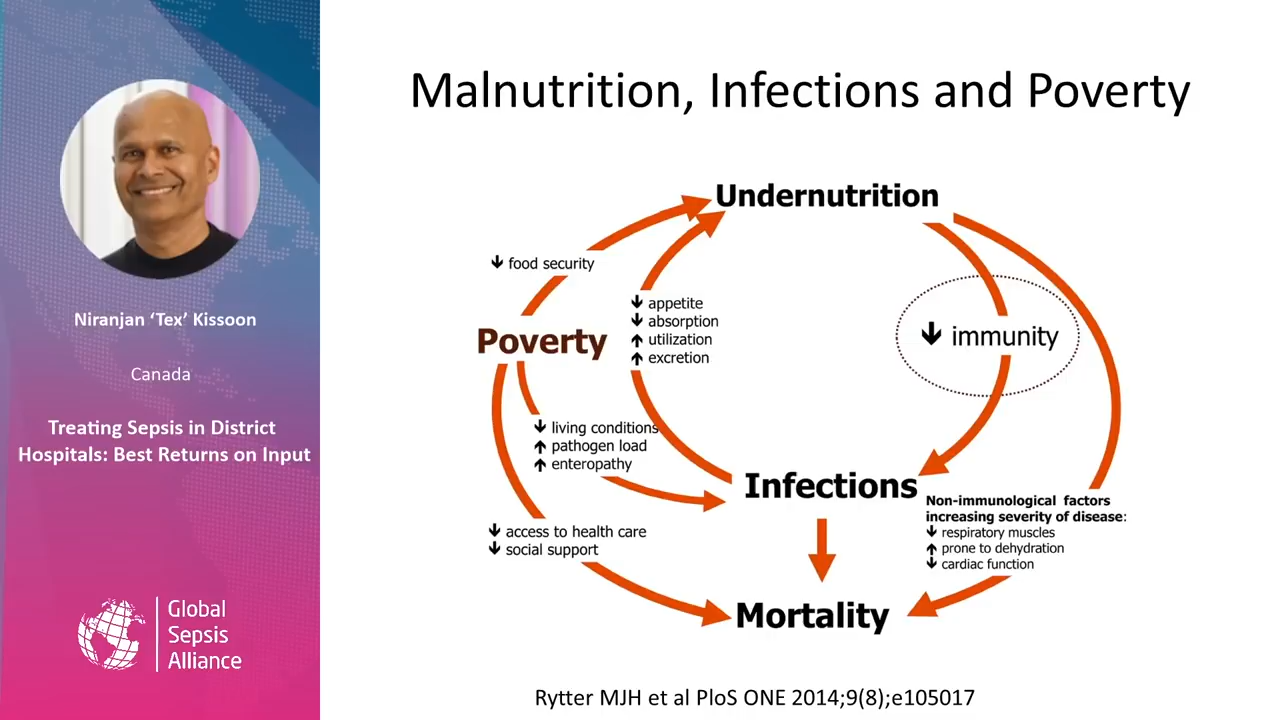 Niranjan ‘Tex’ Kissoon
Canada
Treating Sepsis in District
Hospitals: Best Returns on Input
Global
Sepsis
Alliance
Malnutrition, Infections and Poverty
Undernutrition
↓ food security
↓ appetite
↓ absorption
↑ utilization
↑ excretion
Poverty
↓ immunity
↓ living conditions
↑ pathogen load
↑ enteropathy
Infections
Non-immunological factors
increasing severity of disease:
↓ respiratory muscles
↑ prone to dehydration
↓ cardiac function
↓ access to health care
↓ social support
Mortality
Rytter MJH et al PloS ONE 2014;9(8);e105017